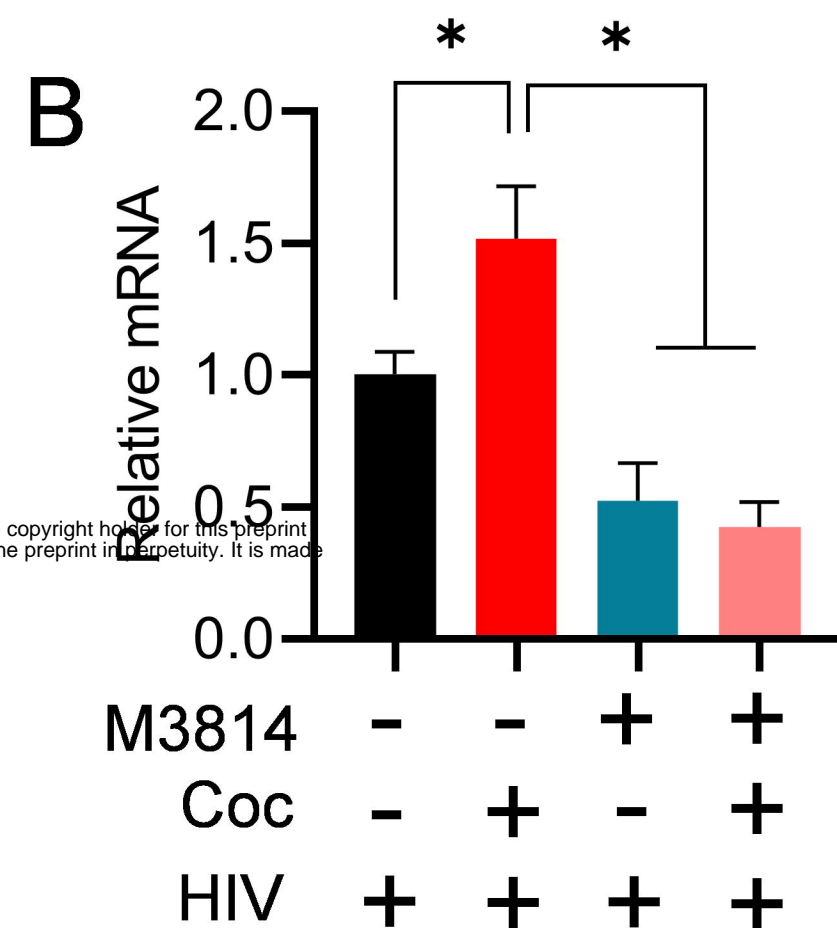 * *
B
2.0
1.5
1.0
0.5
0.0
Relative mRNA
copyright holder for this preprint
perpetuity. It is made
preprint in
M3814 - - + +
Coc - + - +
HIV + + + +